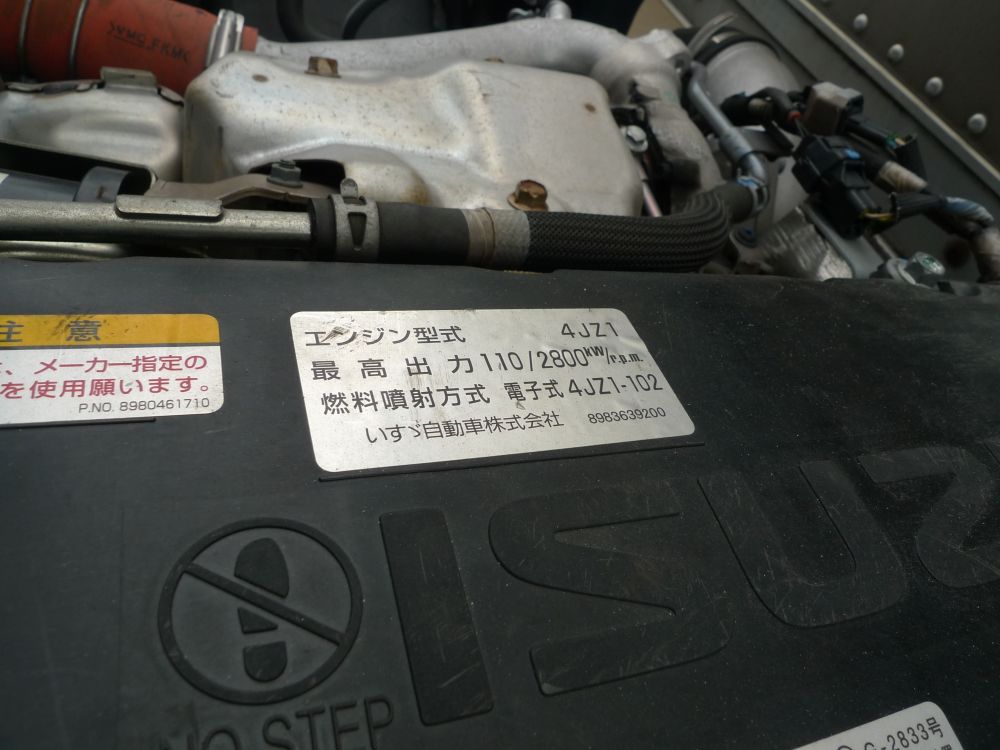 注 意
、メーカー指定の
を使用願います。
P.NO. 8980461710
エンジン型式 4JZ1
最高出力 110/2800kW/r.p.m.
燃料噴射方式 電子式 4JZ1-102
いすゞ自動車株式会社 8983639200
ISUZ
NO STEP
-2833号